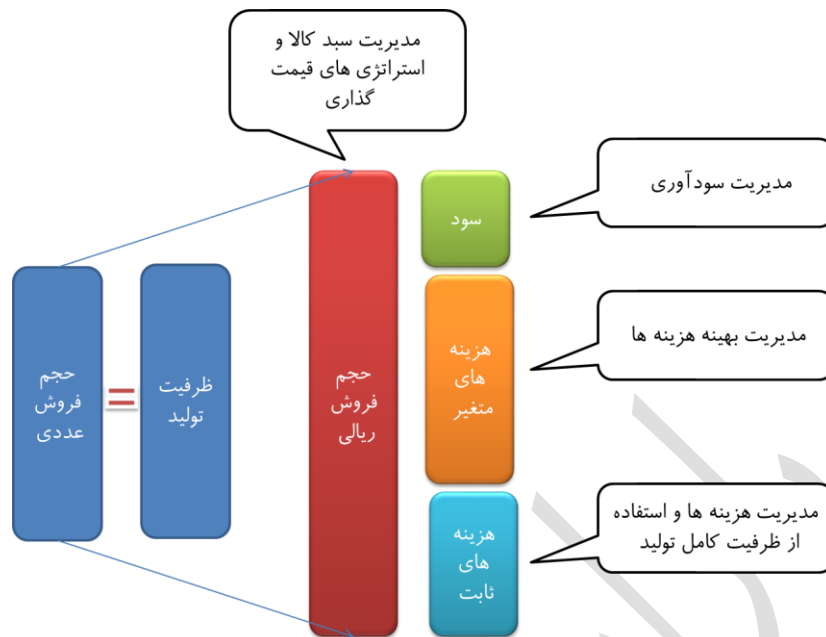 مدیریت سبد کالا و
استراتژی های قیمت
گذاری
مدیریت سودآوری
سود
مدیریت بهینه هزینه ها
هزینه
های
متغیر
حجم
فروش
ریالی
ظرفیت
تولید
=
حجم
فروش
عددی
مدیریت هزینه ها و استفاده
از ظرفیت کامل تولید
هزینه
های
ثابت